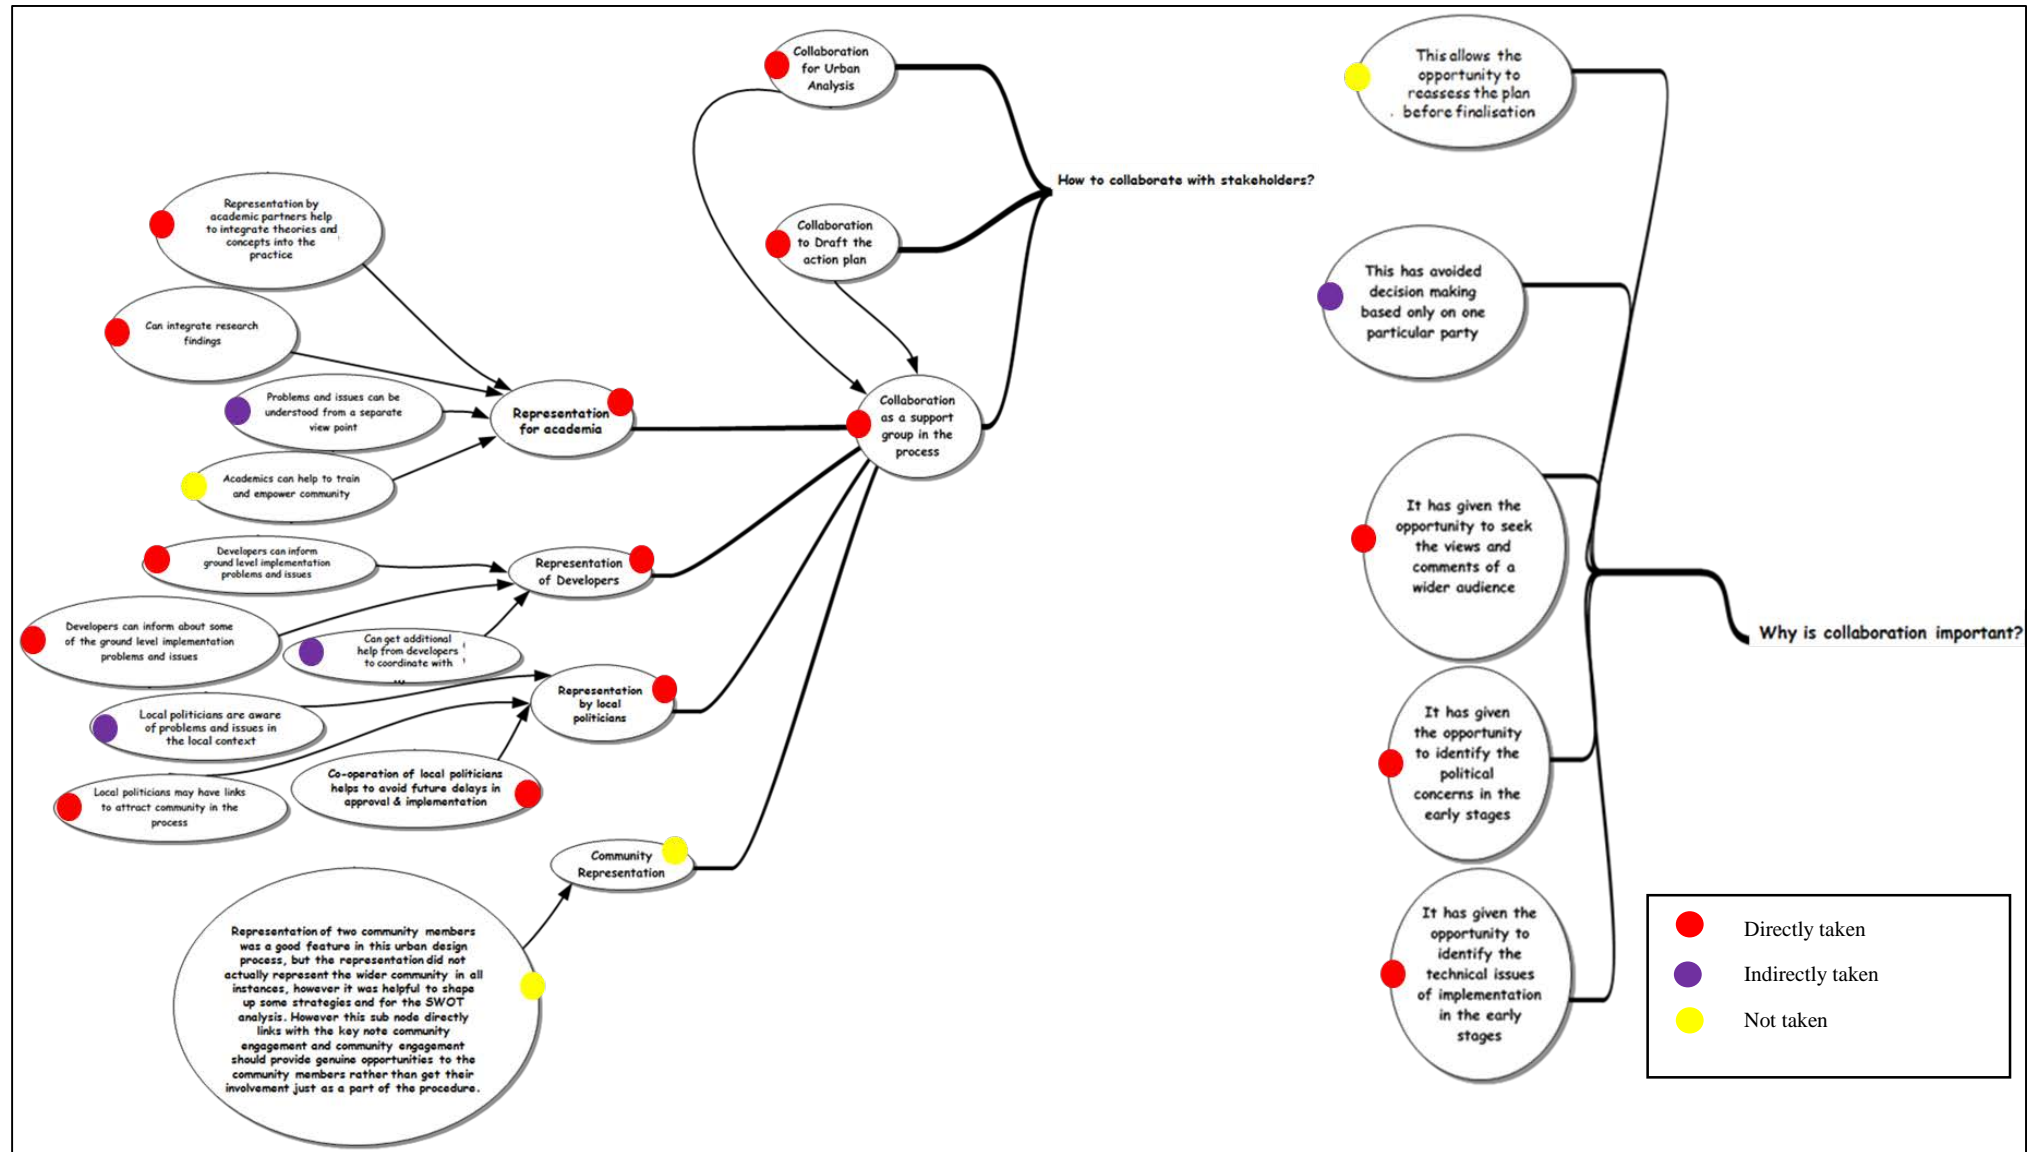 Collaboration
for Urban
Analysis
How to collaborate with stakeholders?
Collaboration
to Draft the
action plan
Representation by
academic partners help
to integrate theories and
concepts into the
practice
Can integrate research
findings
Problems and issues can be
understood from a separate
view point
Academics can help to train
and empower community
Representation
for academia
Collaboration
as a support
group in the
process
Developers can inform
ground level implementation
problems and issues
Representation
of Developers
Developers can inform about some
of the ground level implementation
problems and issues
Can get additional
help from developers
to coordinate with
...
Local politicians are aware
of problems and issues in
the local context
Representation
by local
politicians
Local politicians may have links
to attract community in the
process
Co-operation of local politicians
helps to avoid future delays in
approval & implementation
Community
Representation
Representation of two community members
was a good feature in this urban design
process, but the representation did not
actually represent the wider community in all
instances, however it was helpful to shape
up some strategies and for the SWOT
analysis. However this sub node directly
links with the key note community
engagement and community engagement
should provide genuine opportunities to the
community members rather than get their
involvement just as a part of the procedure.
This allows the
opportunity to
reassess the plan
before finalisation
This has avoided
decision making
based only on one
particular party
It has given the
opportunity to seek
the views and
comments of a
wider audience
Why is collaboration important?
It has given
the opportunity
to identify the
political
concerns in the
early stages
It has given the
opportunity to
identify the
technical issues
of implementation
in the early
stages
Directly taken
Indirectly taken
Not taken